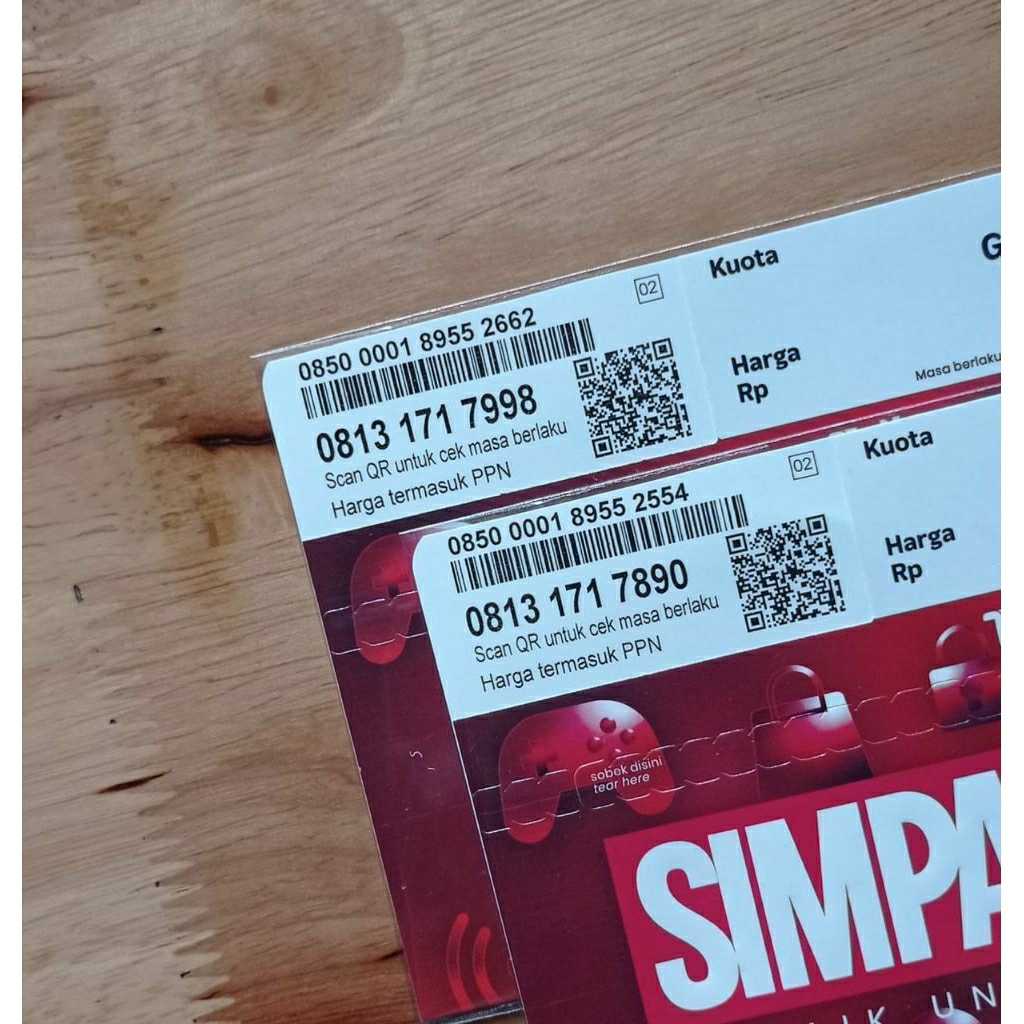 02
Kuota
G
0850 0001 8955 2662
0813 171 7998
Scan QR untuk cek masa berlaku
Harga termasuk PPN
Harga
Rp
Masa berlaku
02
Kuota
0850 0001 8955 2554
0813 171 7890
Scan QR untuk cek masa berlaku
Harga termasuk PPN
Harga
Rp
sobek disini
tear here
SIMPA
IK UN